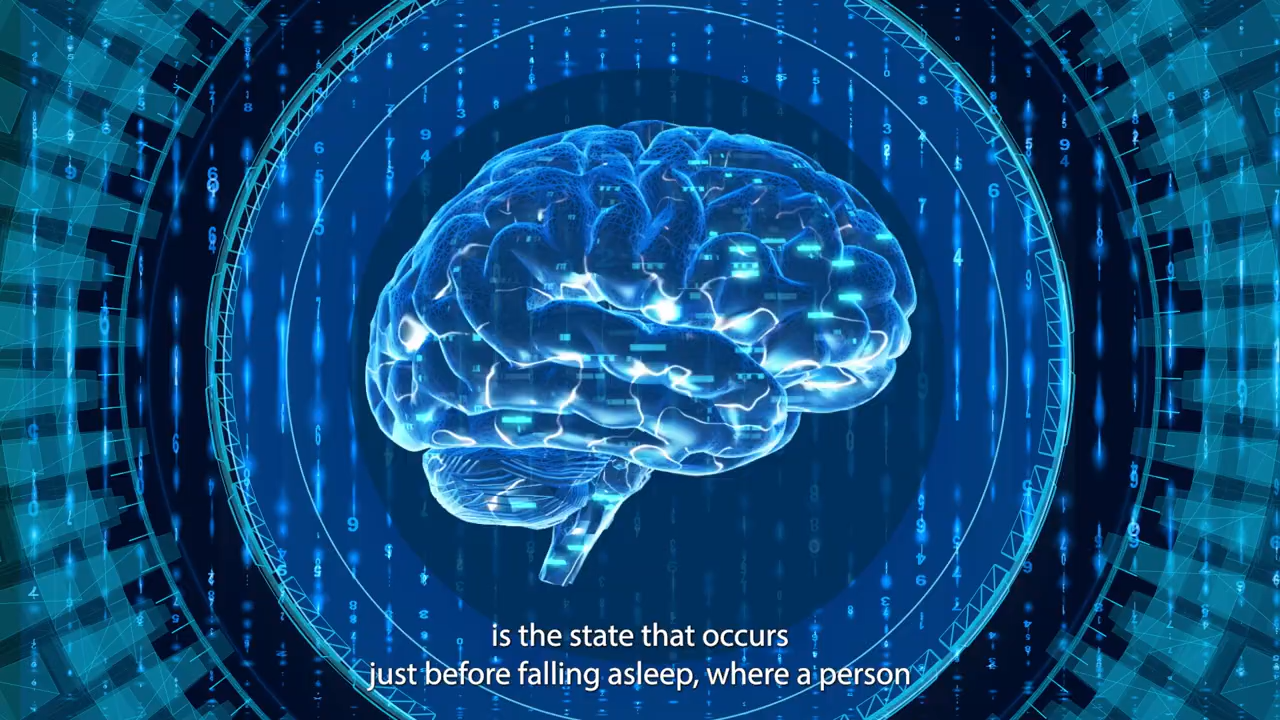 is the state that occurs
just before falling asleep, where a person